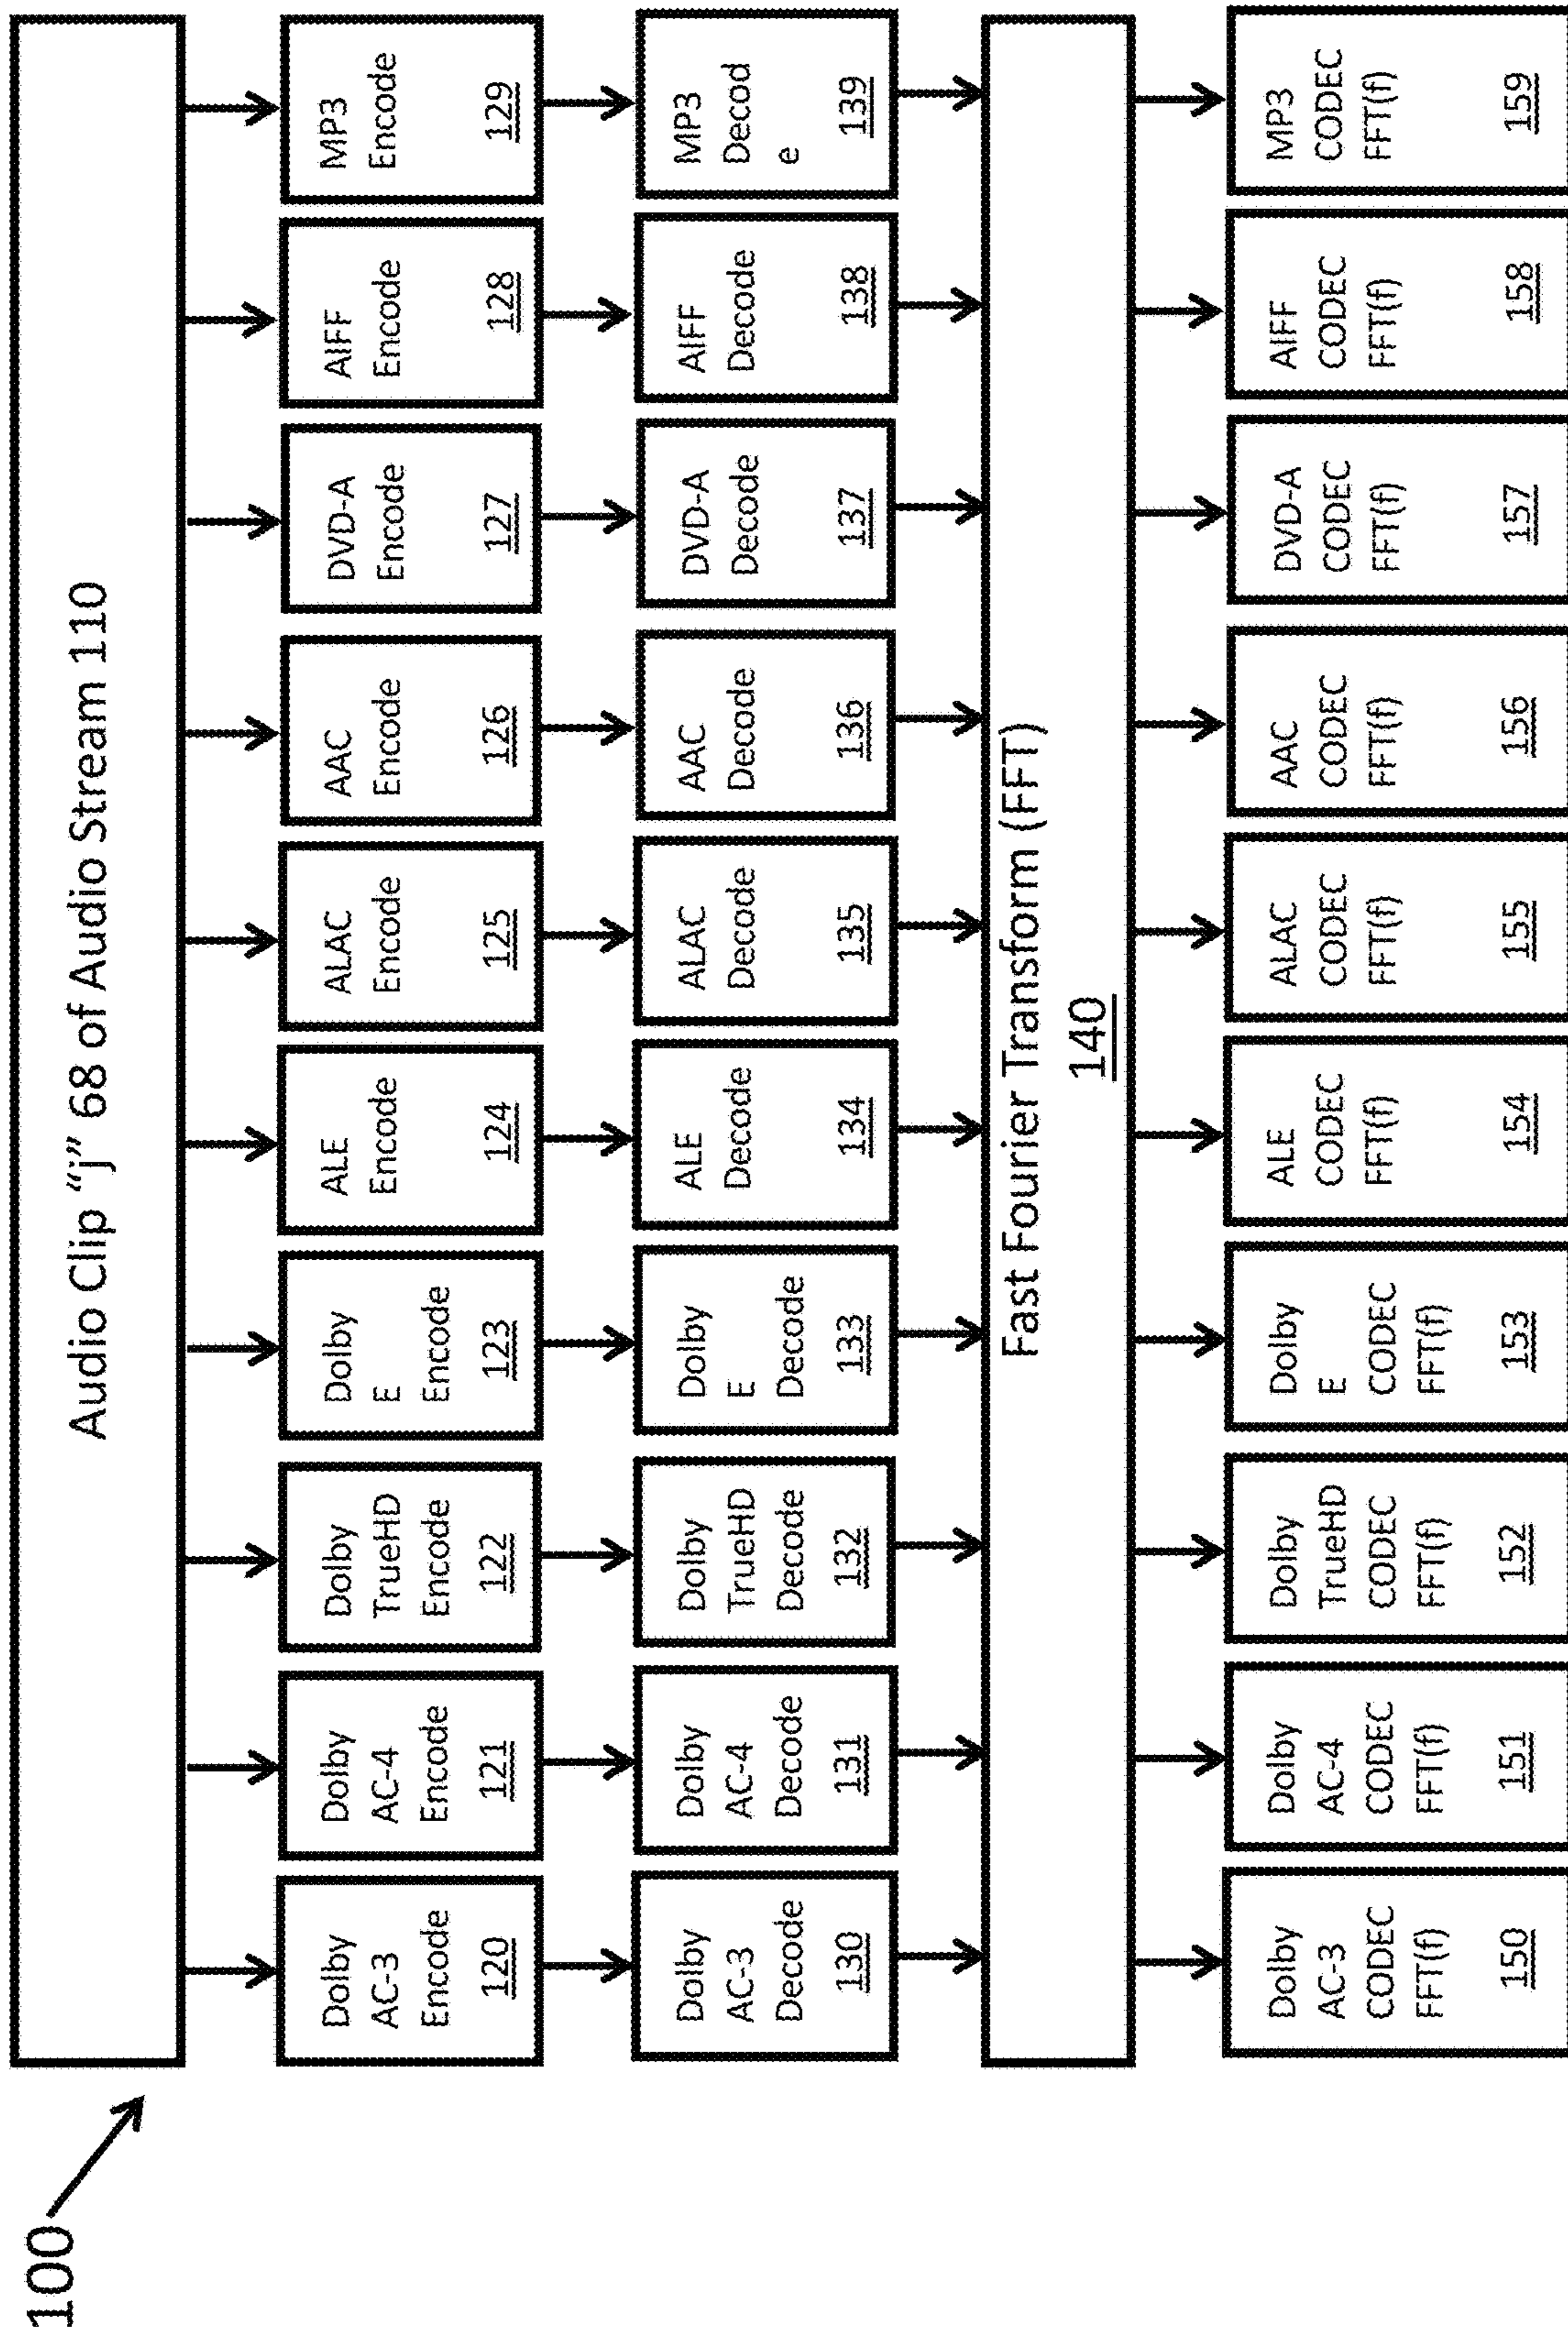 100
Audio Clip “j” 68 of Audio Stream 110
Dolby
AC-3
Encode
120
Dolby
AC-4
Encode
121
Dolby
TrueHD
Encode
122
Dolby
E
Encode
123
ALE
Encode
124
ALAC
Encode
125
AAC
Encode
126
DVD-A
Encode
127
AIFF
Encode
128
MP3
Encode
129
Dolby
AC-3
Decode
130
Dolby
AC-4
Decode
131
Dolby
TrueHD
Decode
132
Dolby
E
Decode
133
ALE
Decode
134
ALAC
Decode
135
AAC
Decode
136
DVD-A
Decode
137
AIFF
Decode
138
MP3
Decod
e
139
Fast Fourier Transform (FFT)
140
Dolby
AC-3
CODEC
FFT(f)
150
Dolby
AC-4
CODEC
FFT(f)
151
Dolby
TrueHD
CODEC
FFT(f)
152
Dolby
E
CODEC
FFT(f)
153
ALE
CODEC
FFT(f)
154
ALAC
CODEC
FFT(f)
155
AAC
CODEC
FFT(f)
156
DVD-A
CODEC
FFT(f)
157
AIFF
CODEC
FFT(f)
158
MP3
CODEC
FFT(f)
159